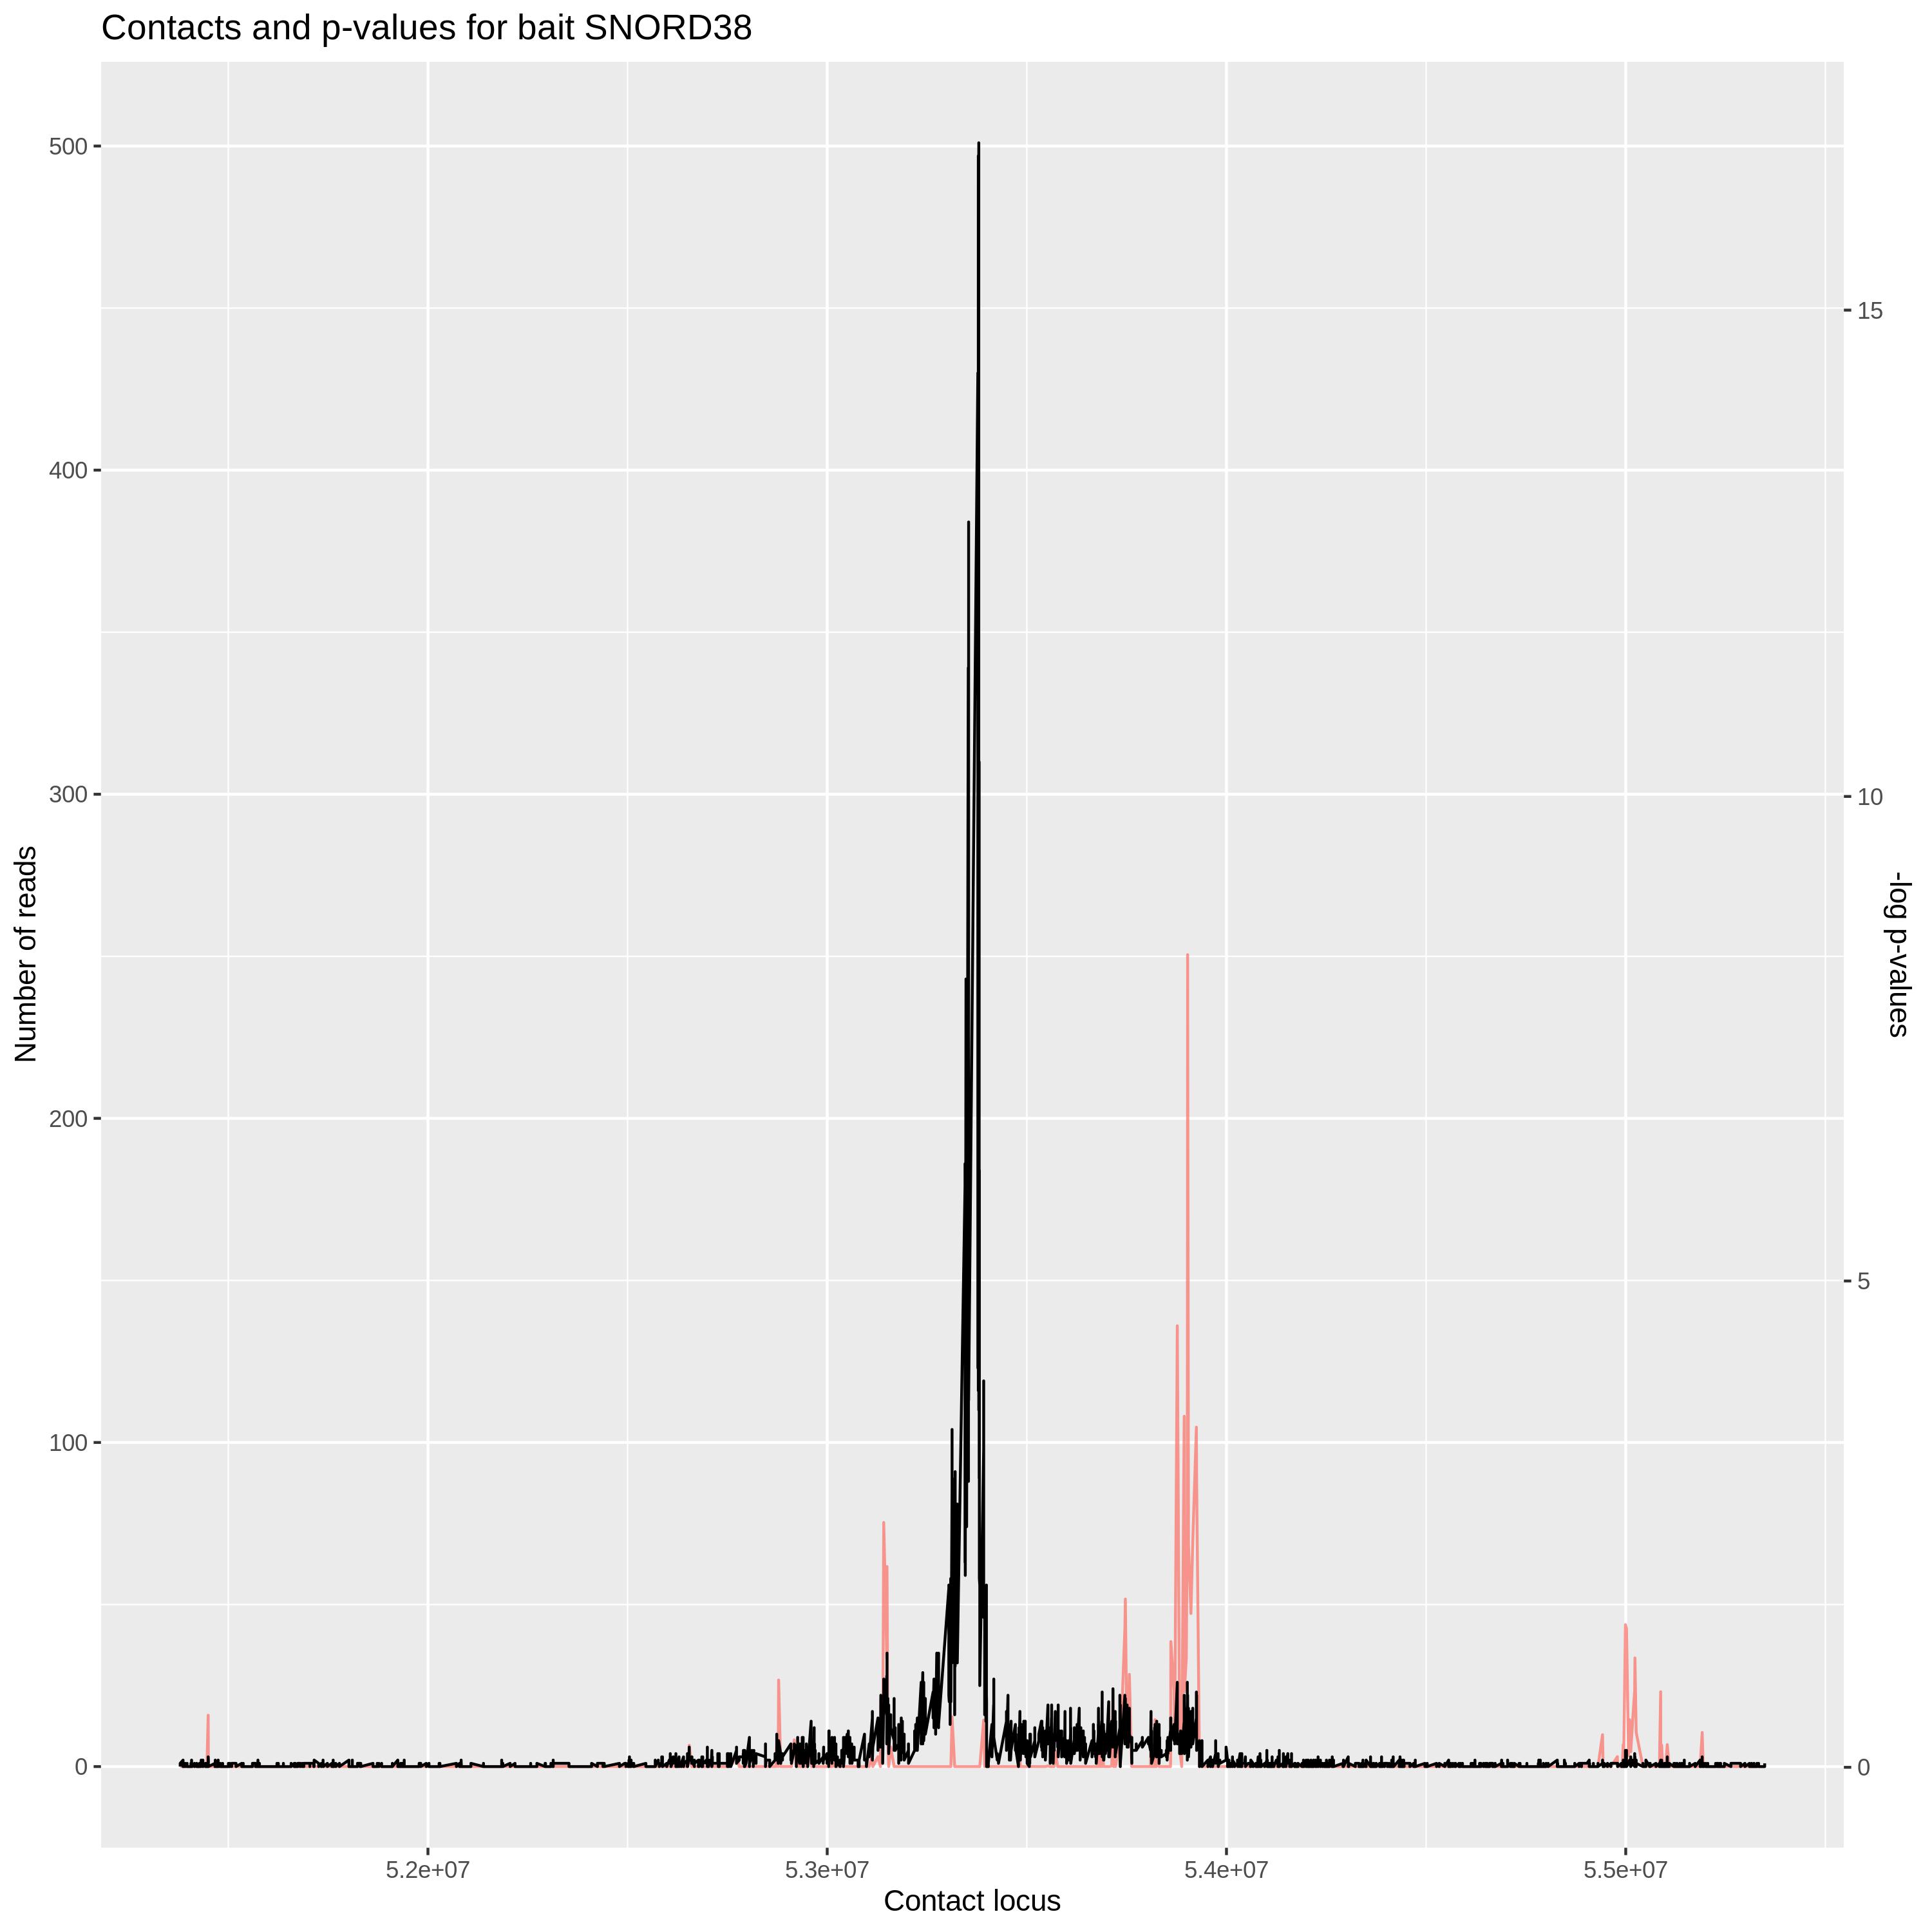 Contacts and p-values for bait SNORD38
500
400
300
200
100
0
Number of reads
15
10
5
0
-log p-values
5.2e+07
5.3e+07
5.4e+07
5.5e+07
Contact locus